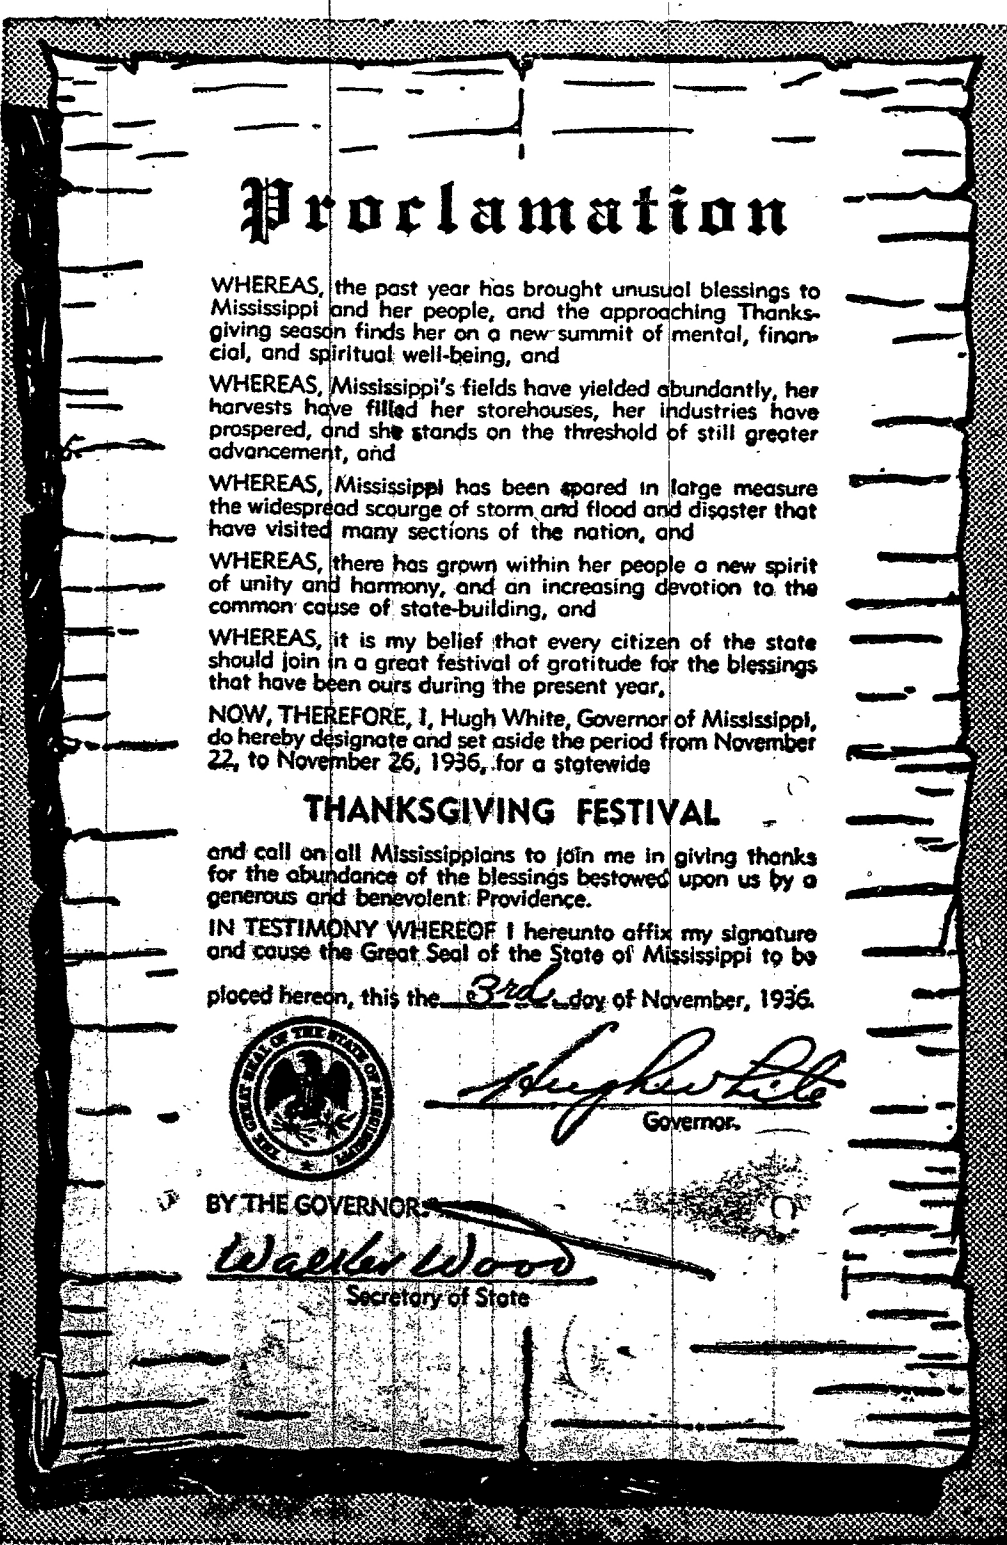 Proclamation
WHEREAS, the past year has brought unusual blessings to
Mississippi and her people, and the approaching Thanks-
giving season finds her on a new summit of mental, finan-
cial, and spiritual well-being, and
WHEREAS, Mississippi's fields have yielded abundantly, her
harvests have filled her storehouses, her industries have
prospered, and she stands on the threshold of still greater
advancement, and
WHEREAS, Mississippi has been spared in large measure
the widespread scourge of storm and flood and disaster that
have visited many sections of the nation, and
WHEREAS, there has grown within her people a new spirit
of unity and harmony, and an increasing devotion to the
common cause of state-building, and
WHEREAS, it is my belief that every citizen of the state
should join in a great festival of gratitude for the blessings
that have been ours during the present year,
NOW, THEREFORE, I, Hugh White, Governor of Mississippi,
do hereby designate and set aside the period from November
22, to November 26, 1936, for a statewide
THANKSGIVING FESTIVAL
and call on all Mississippians to join me in giving thanks
for the abundance of the blessings bestowed upon us by a
generous and benevolent Providence.
IN TESTIMONY WHEREOF I hereunto affix my signature
and cause the Great Seal of the State of Mississippi to be
placed hereon, this the 3rd day of November, 1936.
THE GREAT SEAL OF THE STATE OF MISSISSIPPI
Hugh White
Governor.
BY THE GOVERNOR:
Walker Wood
Secretary of State